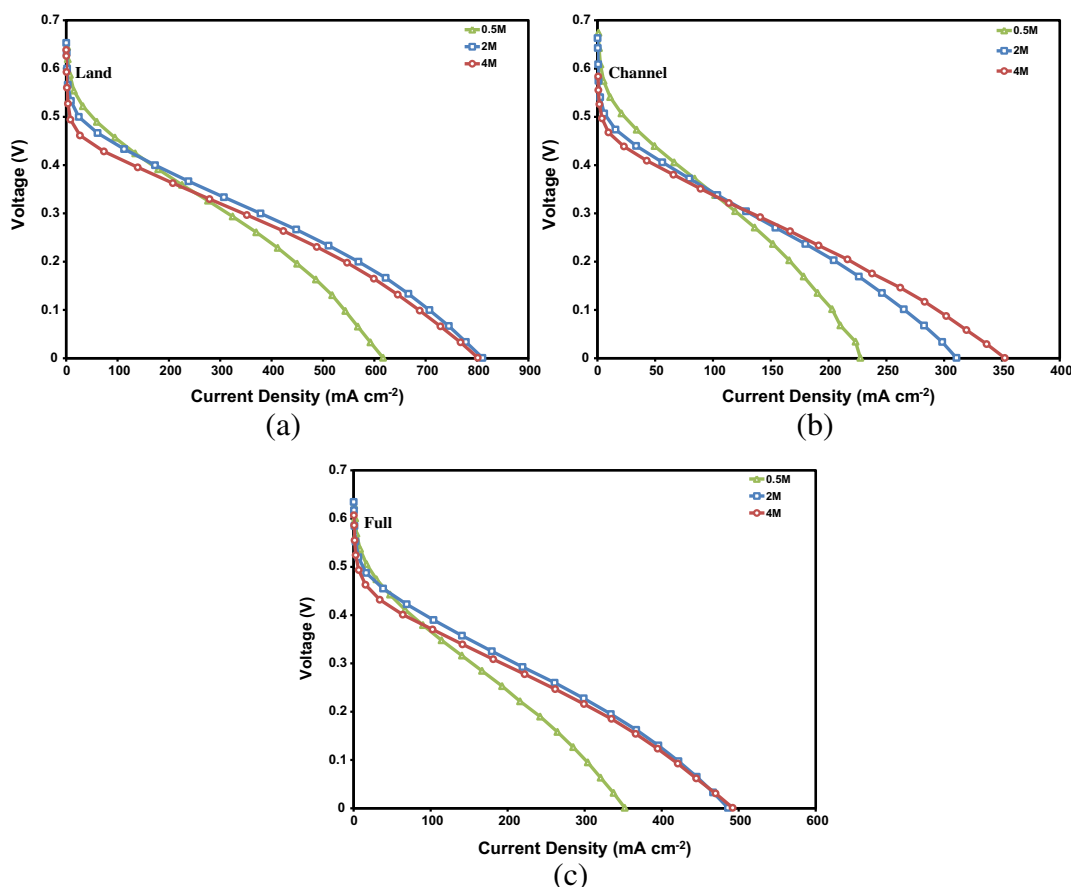 0.7
0.6
0.5
0.4
0.3
0.2
0.1
0
Voltage (V)
Land
0.5M
2M
4M
0 100 200 300 400 500 600 700 800 900
Current Density (mA cm-2)
(a)
0.7
0.6
0.5
0.4
0.3
0.2
0.1
0
Voltage (V)
Channel
0.5M
2M
4M
0 50 100 150 200 250 300 350 400
Current Density (mA cm-2)
(b)
0.7
0.6
0.5
0.4
0.3
0.2
0.1
0
Voltage (V)
Full
0.5M
2M
4M
0 100 200 300 400 500 600
Current Density (mA cm-2)
(c)